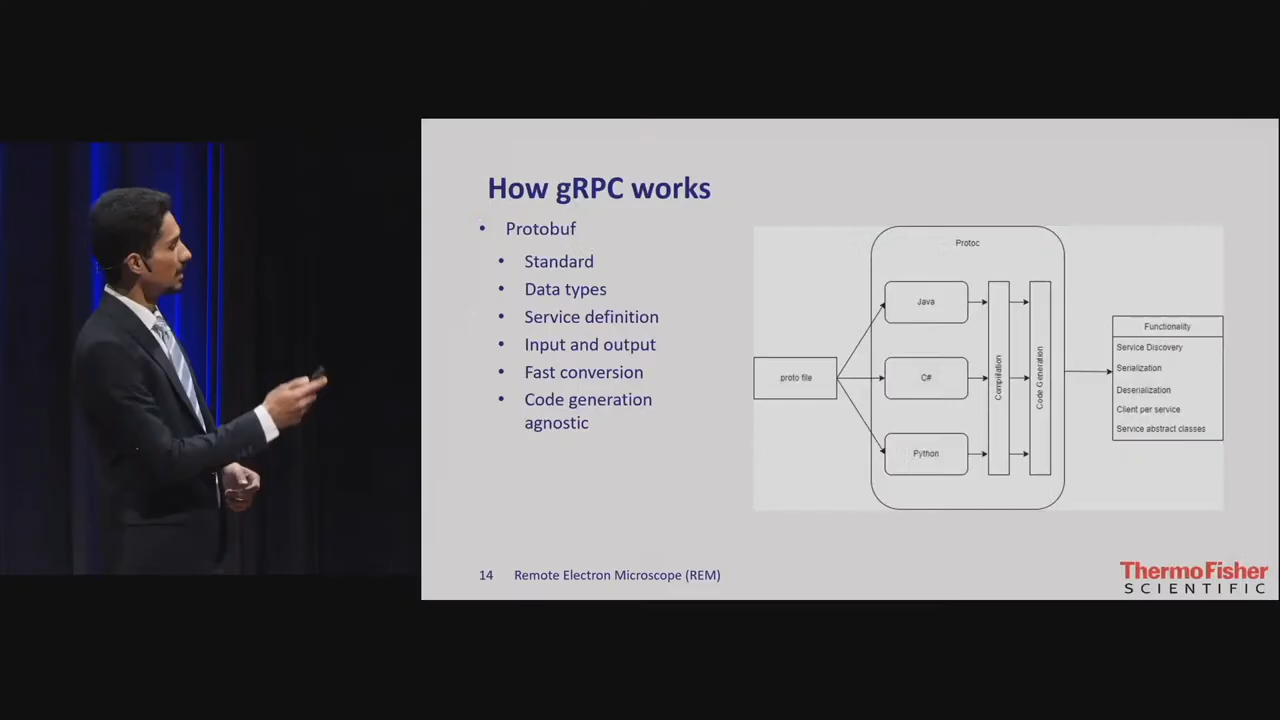 How gRPC works
• Protobuf
• Standard
• Data types
• Service definition
• Input and output
• Fast conversion
• Code generation
agnostic
Protoc
proto file
Java
C#
Python
Compilation
Code Generation
Functionality
Service Discovery
Serialization
Deserialization
Client per service
Service abstract classes
14 Remote Electron Microscope (REM)
ThermoFisher
SCIENTIFIC